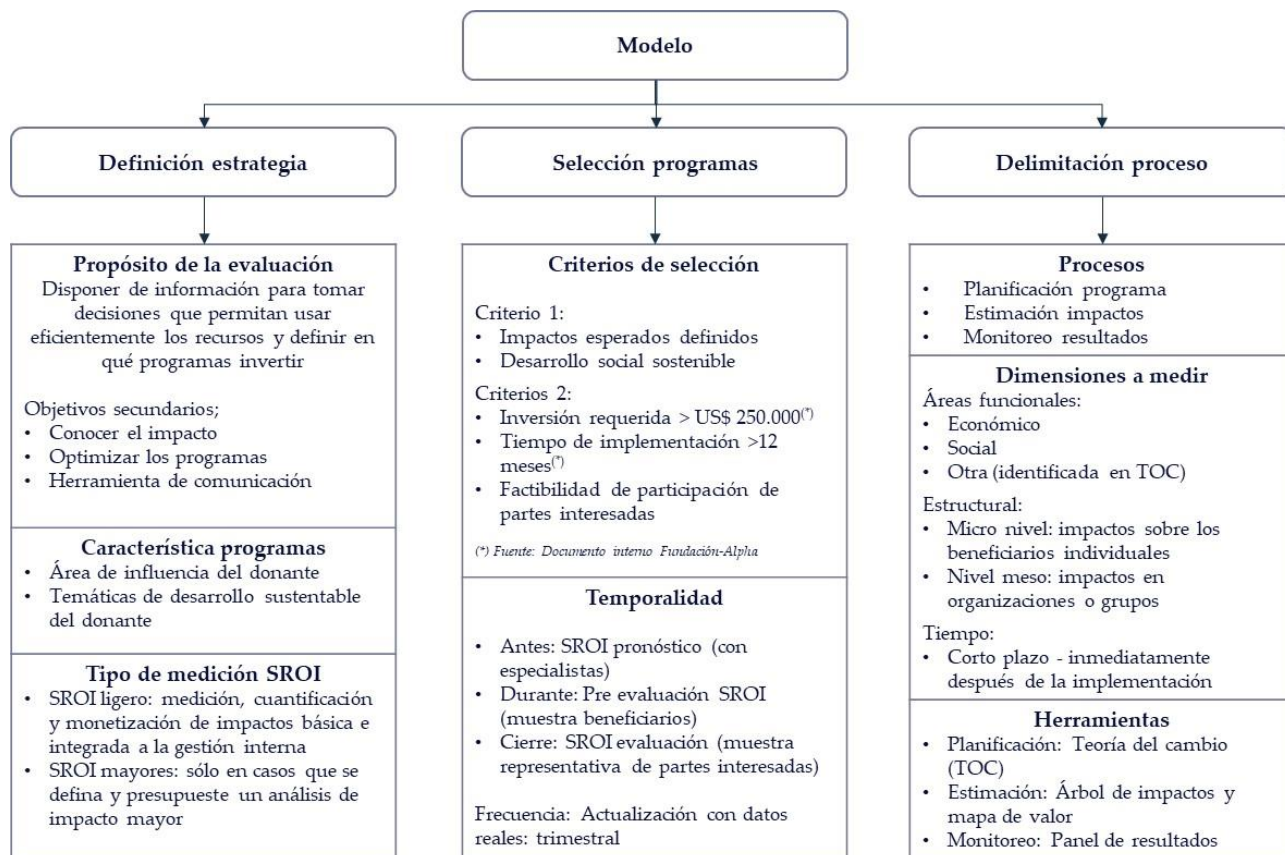 Modelo
Definición estrategia
Propósito de la evaluación
Disponer de información para tomar
decisiones que permitan usar
eficientemente los recursos y definir en
qué programas invertir
Objetivos secundarios;
• Conocer el impacto
• Optimizar los programas
• Herramienta de comunicación
Característica programas
• Área de influencia del donante
• Temáticas de desarrollo sustentable
del donante
Tipo de medición SROI
• SROI ligero: medición, cuantificación
y monetización de impactos básica e
integrada a la gestión interna
• SROI mayores: sólo en casos que se
defina y presupueste un análisis de
impacto mayor
Selección programas
Criterios de selección
Criterio 1:
• Impactos esperados definidos
• Desarrollo social sostenible
Criterios 2:
• Inversión requerida > US$ 250.000(*)
• Tiempo de implementación >12
meses(*)
• Factibilidad de participación de
partes interesadas
(*) Fuente: Documento interno Fundación-Alpha
Temporalidad
• Antes: SROI pronóstico (con
especialistas)
• Durante: Pre evaluación SROI
(muestra beneficiarios)
• Cierre: SROI evaluación (muestra
representativa de partes interesadas)
Frecuencia: Actualización con datos
reales: trimestral
Delimitación proceso
Procesos
• Planificación programa
• Estimación impactos
• Monitoreo resultados
Dimensiones a medir
Áreas funcionales:
• Económico
• Social
• Otra (identificada en TOC)
Estructural:
• Micro nivel: impactos sobre los
beneficiarios individuales
• Nivel meso: impactos en
organizaciones o grupos
Tiempo:
• Corto plazo - inmediatamente
después de la implementación
Herramientas
• Planificación: Teoría del cambio
(TOC)
• Estimación: Árbol de impactos y
mapa de valor
• Monitoreo: Panel de resultados